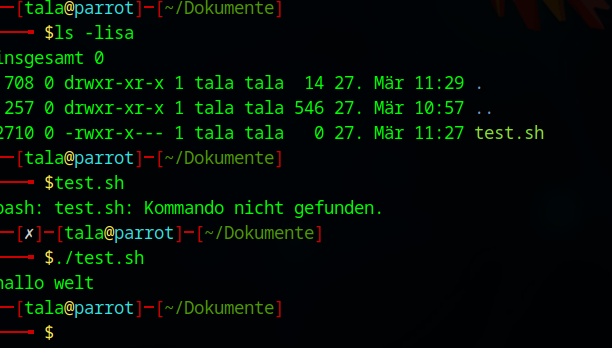 [tala@parrot]─[~/Dokumente]
$ls -lisa
insgesamt 0
708 0 drwxr-xr-x 1 tala tala  14 27. Mär 11:29 .
257 0 drwxr-xr-x 1 tala tala 546 27. Mär 10:57 ..
2710 0 -rwxr-x--- 1 tala tala   0 27. Mär 11:27 test.sh
[tala@parrot]─[~/Dokumente]
$test.sh
bash: test.sh: Kommando nicht gefunden.
[✗]─[tala@parrot]─[~/Dokumente]
$./test.sh
hallo welt
[tala@parrot]─[~/Dokumente]
$